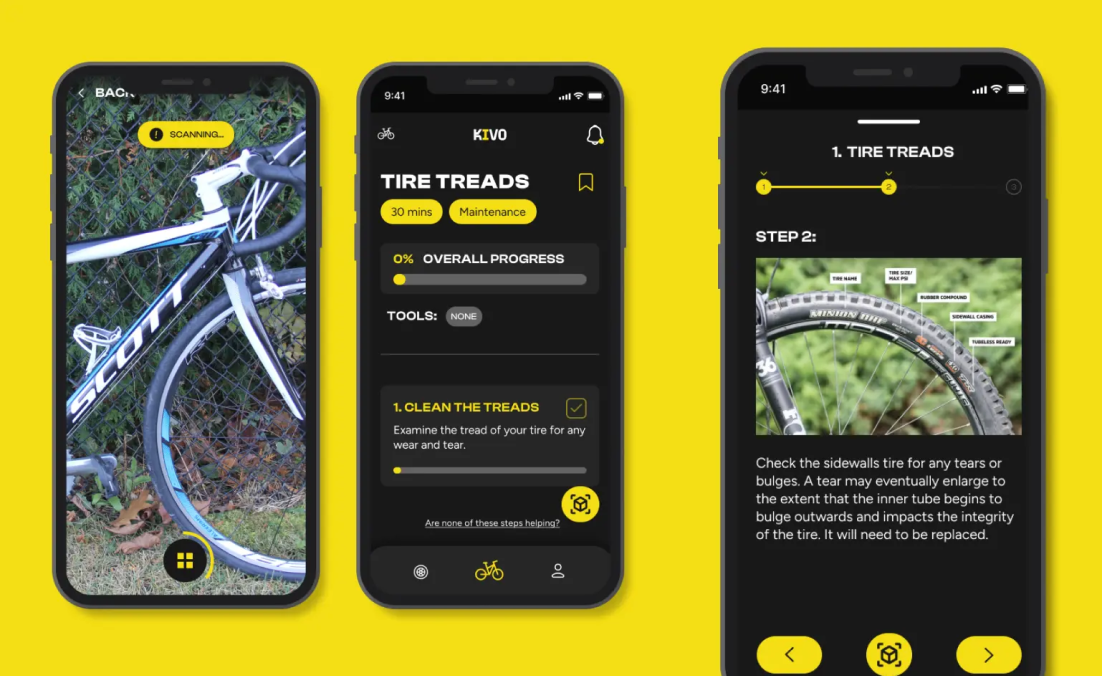 BACK
SCANNING...
SCOTT
9:41
KIVO
TIRE TREADS
30 mins
Maintenance
0% OVERALL PROGRESS
TOOLS: NONE
1. CLEAN THE TREADS
Examine the tread of your tire for any
wear and tear.
Are none of these steps helping?
9:41
1. TIRE TREADS
1
2
3
STEP 2:
TIRE NAME
TIRE SIZE/
MAX PSI
RUBBER COMPOUND
SIDEWALL CASING
TUBELESS READY
MINION DHF
36
Check the sidewalls tire for any tears or
bulges. A tear may eventually enlarge to
the extent that the inner tube begins to
bulge outwards and impacts the integrity
of the tire. It will need to be replaced.